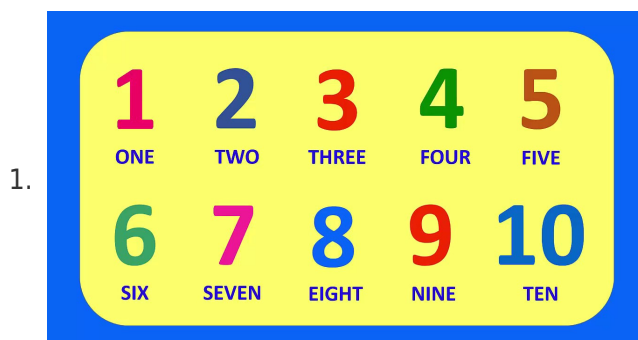 1.
1 2 3 4 5
ONE TWO THREE FOUR FIVE
6 7 8 9 10
SIX SEVEN EIGHT NINE TEN